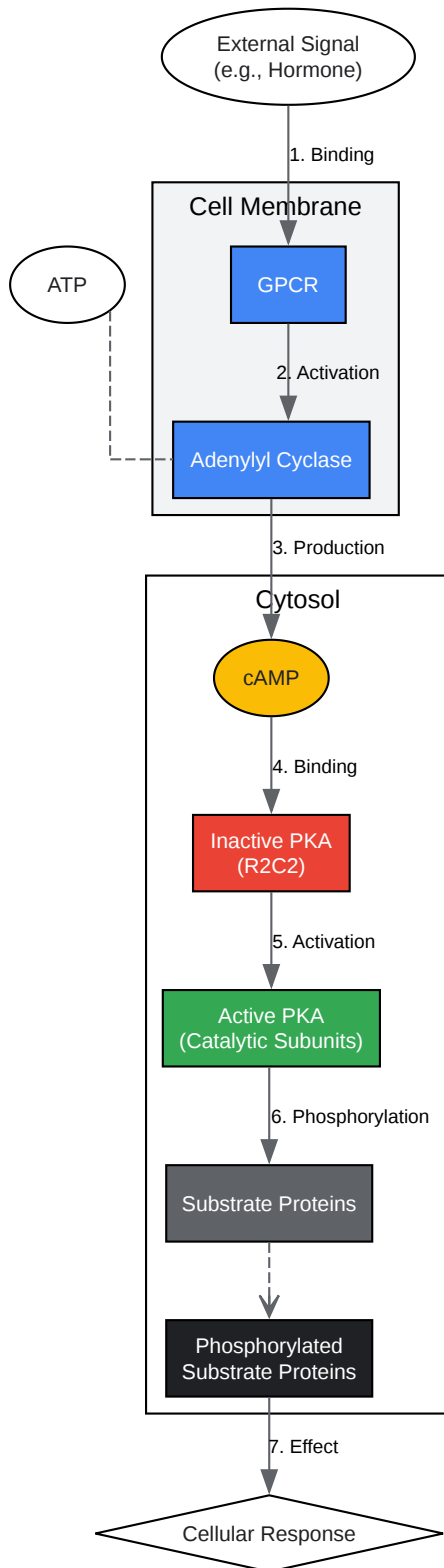 External Signal
(e.g., Hormone)
1. Binding
Cell Membrane
GPCR
ATP
2. Activation
Adenylyl Cyclase
3. Production
Cytosol
cAMP
4. Binding
Inactive PKA
(R2C2)
5. Activation
Active PKA
(Catalytic Subunits)
6. Phosphorylation
Substrate Proteins
Phosphorylated
Substrate Proteins
7. Effect
Cellular Response